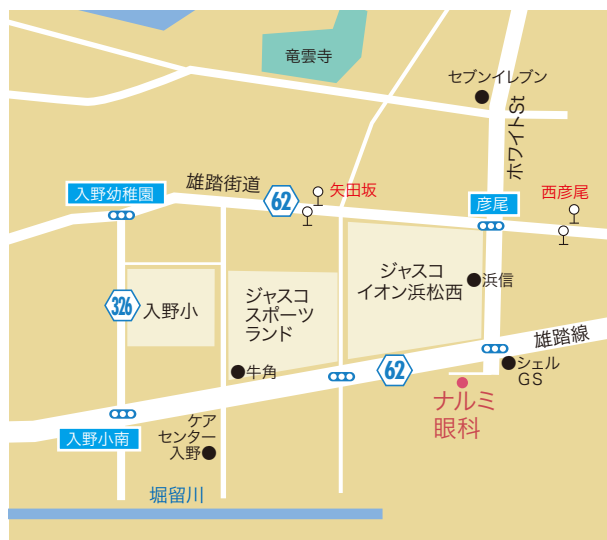 竜雲寺
セブンイレブン
ホワイトSt
雄踏街道
62
矢田坂
西彦尾
入野幼稚園
彦尾
326
入野小
ジャスコ
スポーツ
ランド
ジャスコ
イオン浜松西
浜信
雄踏線
62
シェル
GS
牛角
ナルミ
眼科
入野小南
ケア
センター
入野
堀留川